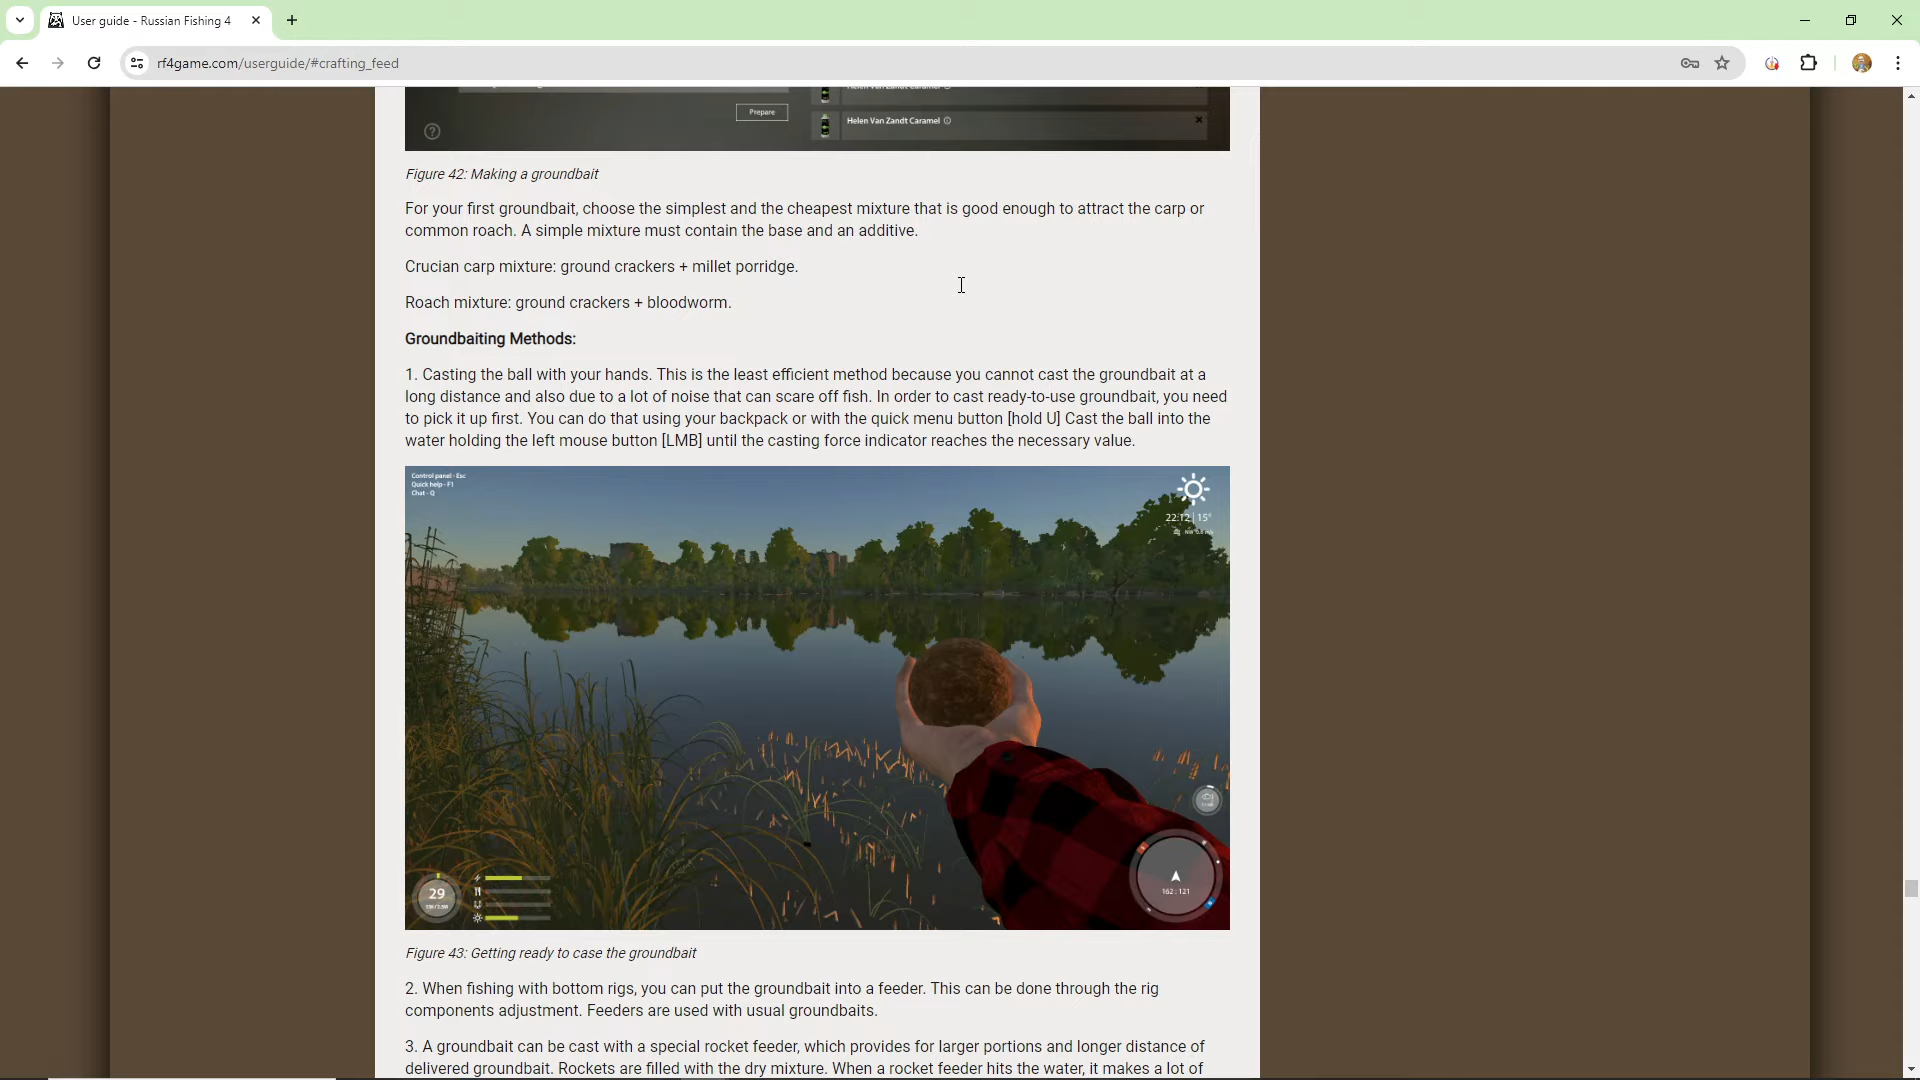 User guide - Russian Fishing 4
rf4game.com/userguide/#crafting_feed
Prepare
Helen Van Zandt Caramel
Figure 42: Making a groundbait
For your first groundbait, choose the simplest and the cheapest mixture that is good enough to attract the carp or
common roach. A simple mixture must contain the base and an additive.
Crucian carp mixture: ground crackers + millet porridge.
Roach mixture: ground crackers + bloodworm.
Groundbaiting Methods:
1. Casting the ball with your hands. This is the least efficient method because you cannot cast the groundbait at a
long distance and also due to a lot of noise that can scare off fish. In order to cast ready-to-use groundbait, you need
to pick it up first. You can do that using your backpack or with the quick menu button [hold U] Cast the ball into the
water holding the left mouse button [LMB] until the casting force indicator reaches the necessary value.
Control panel - Esc
Quick help - F1
Chat - Q
22:12 | 15°
29
162 : 121
Figure 43: Getting ready to case the groundbait
2. When fishing with bottom rigs, you can put the groundbait into a feeder. This can be done through the rig
components adjustment. Feeders are used with usual groundbaits.
3. A groundbait can be cast with a special rocket feeder, which provides for larger portions and longer distance of
delivered groundbait. Rockets are filled with the dry mixture. When a rocket feeder hits the water, it makes a lot of